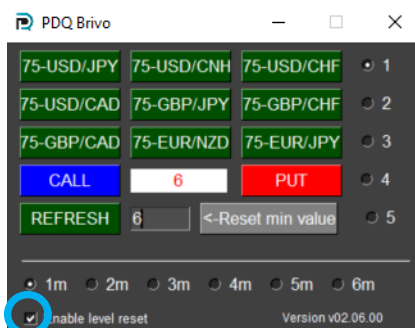 PDQ Brivo
75-USD/JPY 75-USD/CNH 75-USD/CHF 1
75-USD/CAD 75-GBP/JPY 75-GBP/CHF 2
75-GBP/CAD 75-EUR/NZD 75-EUR/JPY 3
CALL 6 PUT 4
REFRESH 6 <-Reset min value 5
1m 2m 3m 4m 5m 6m
Enable level reset Version v02.06.00